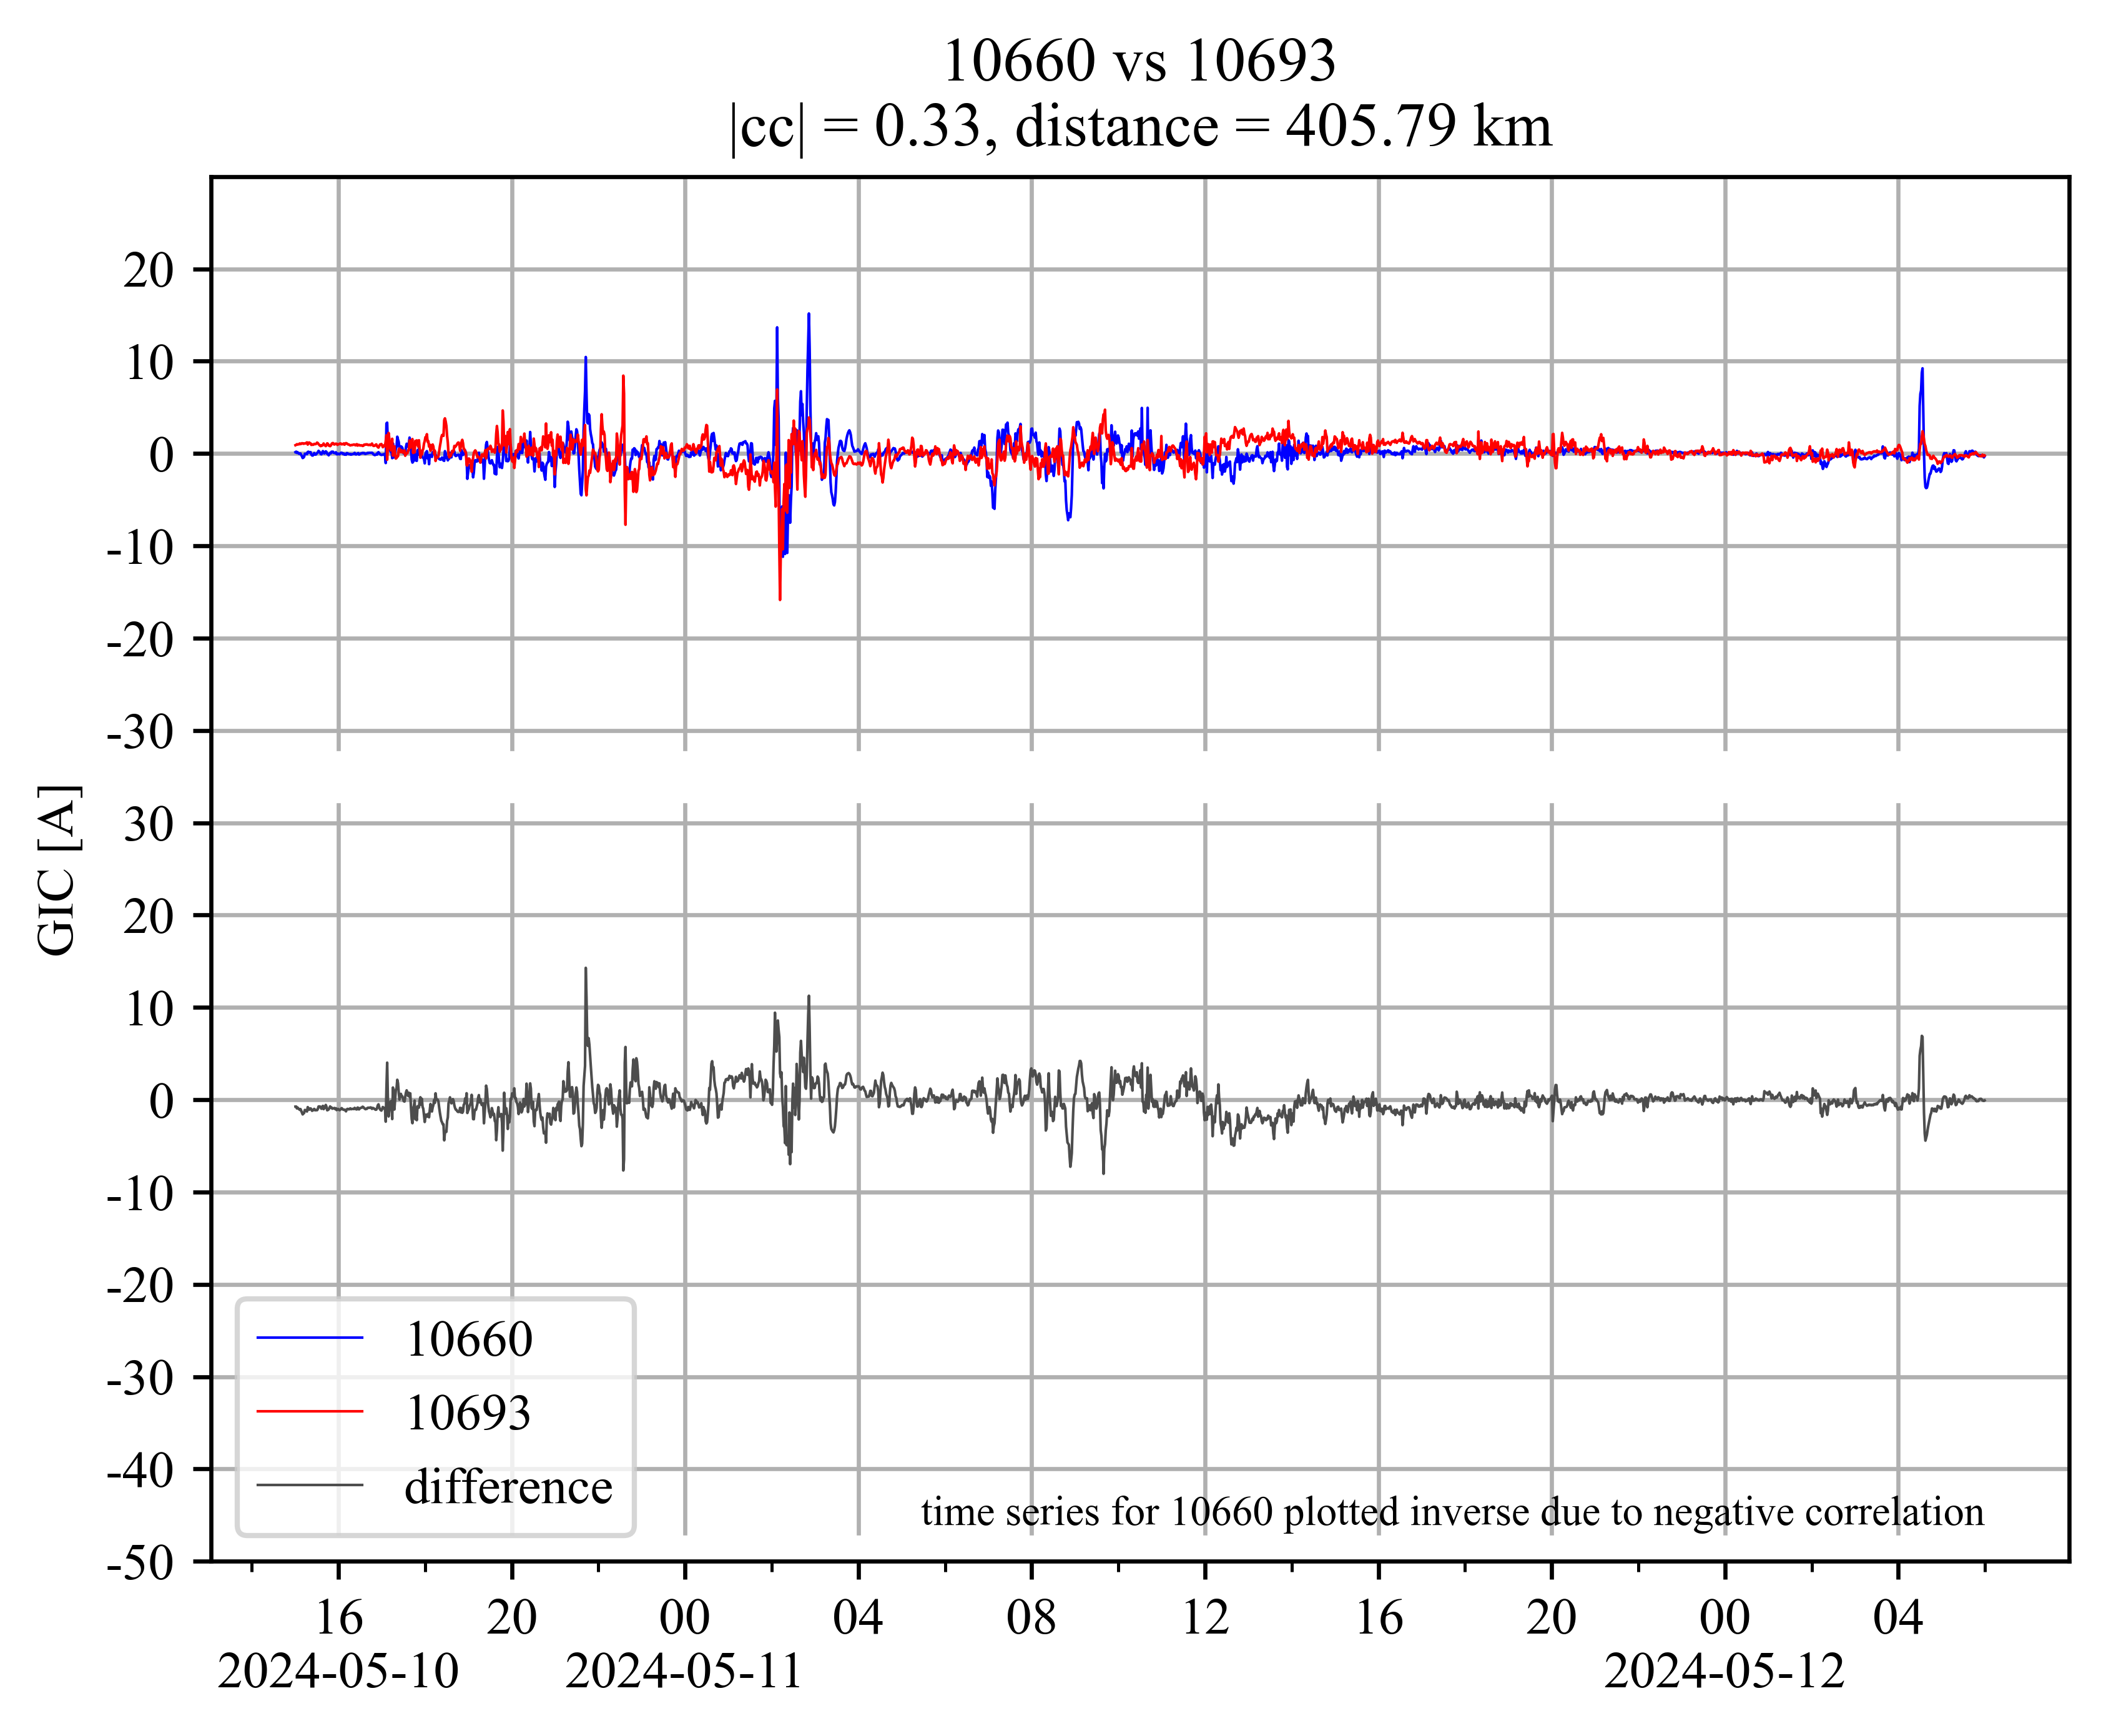 10660 vs 10693
|cc| = 0.33, distance = 405.79 km
20
10
0
-10
-20
-30
30
20
10
0
-10
-20
-30
-40
-50
GIC [A]
10660
10693
difference
time series for 10660 plotted inverse due to negative correlation
16 20 00 04 08 12 16 20 00 04
2024-05-10 2024-05-11 2024-05-12